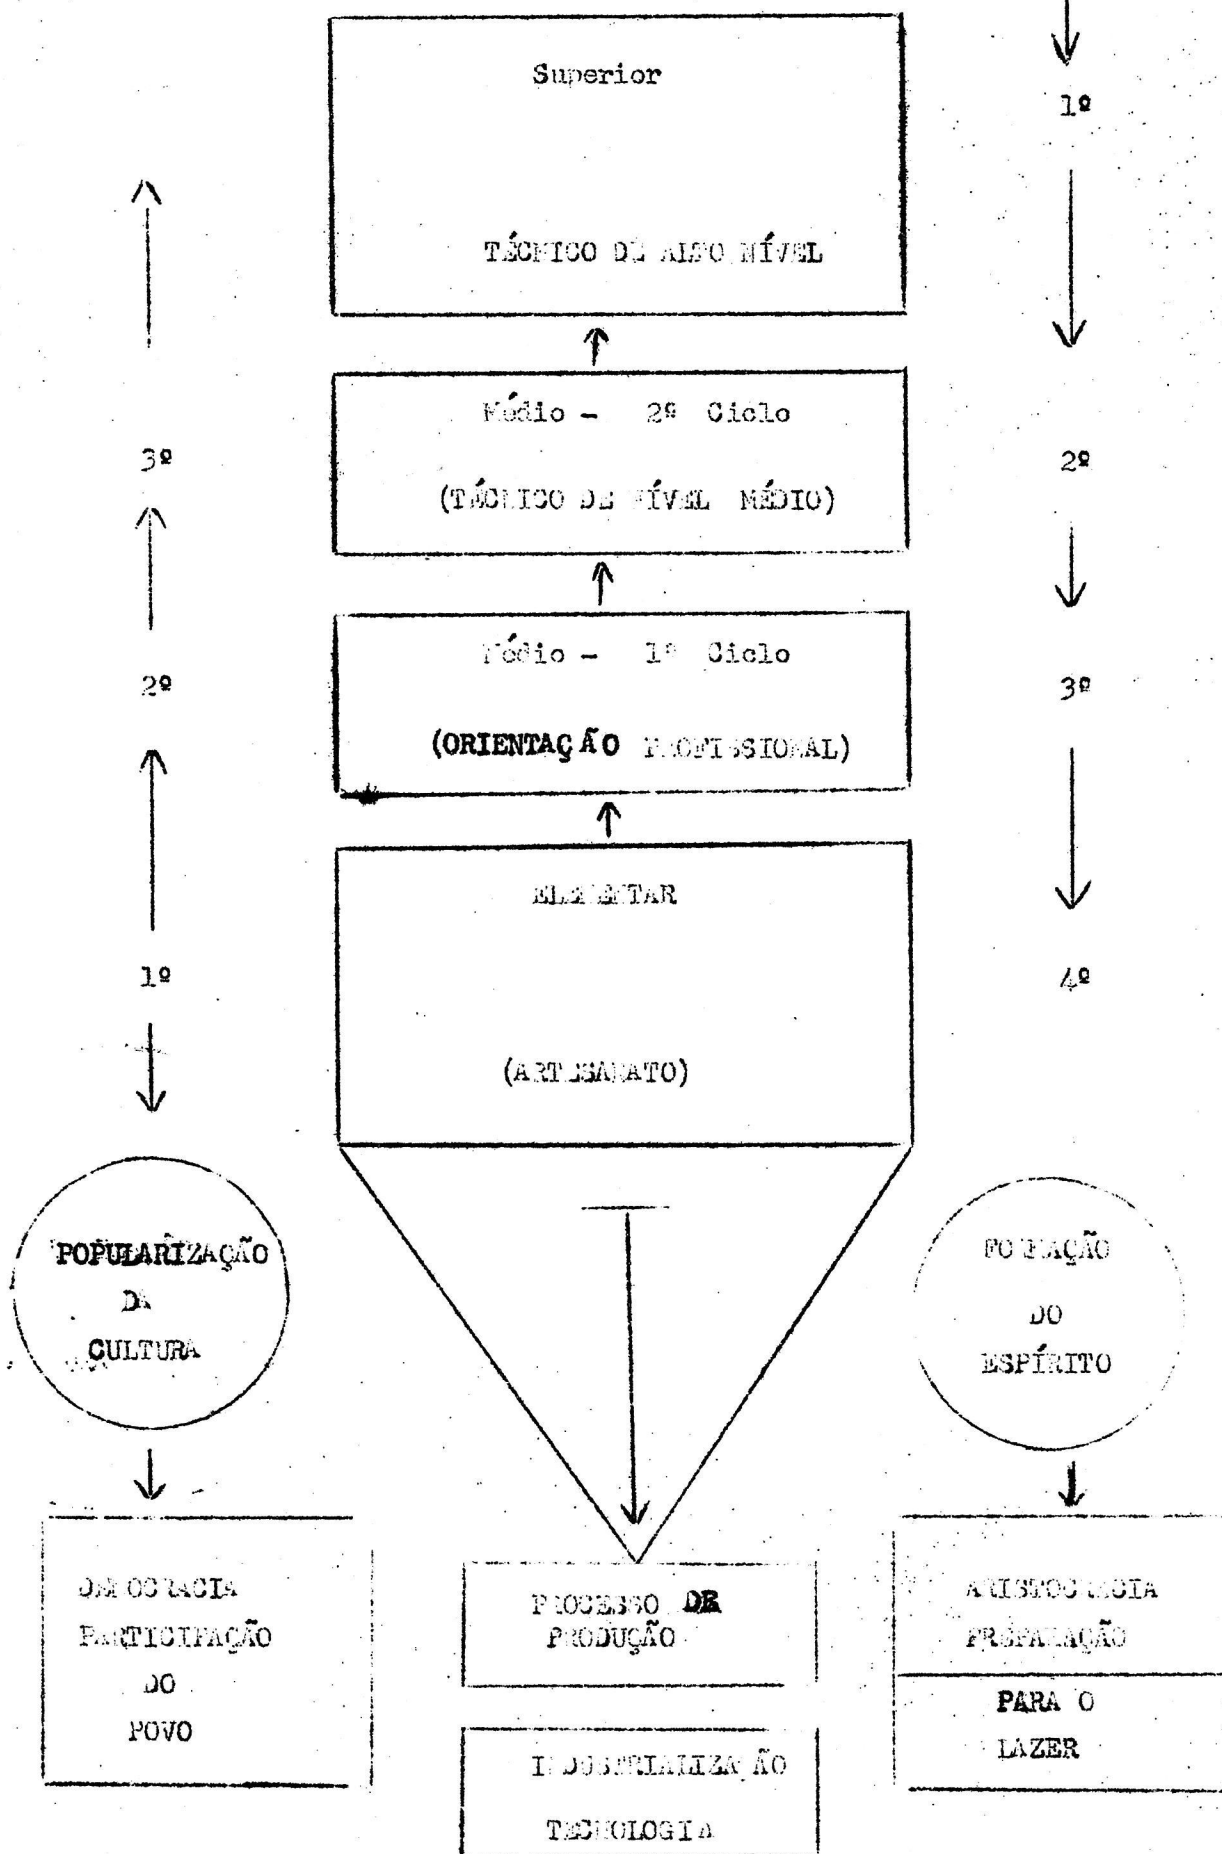 Superior
1º
TÉCNICO DE ALTO NÍVEL
Médio - 2º Ciclo
3º
2º
(TÉCNICO DE NÍVEL MÉDIO)
Médio - 1º Ciclo
2º
3º
(ORIENTAÇÃO PROFISSIONAL)
ELEMENTAR
1º
4º
(ARTESANATO)
POPULARIZAÇÃO
DA
CULTURA
FORMAÇÃO
DO
ESPÍRITO
DEMOCRACIA
PARTICIPAÇÃO
DO
POVO
PROCESSO DE
PRODUÇÃO
ARISTOCRACIA
PREPARAÇÃO
PARA O
LAZER
INDUSTRIALIZAÇÃO
TECNOLOGIA